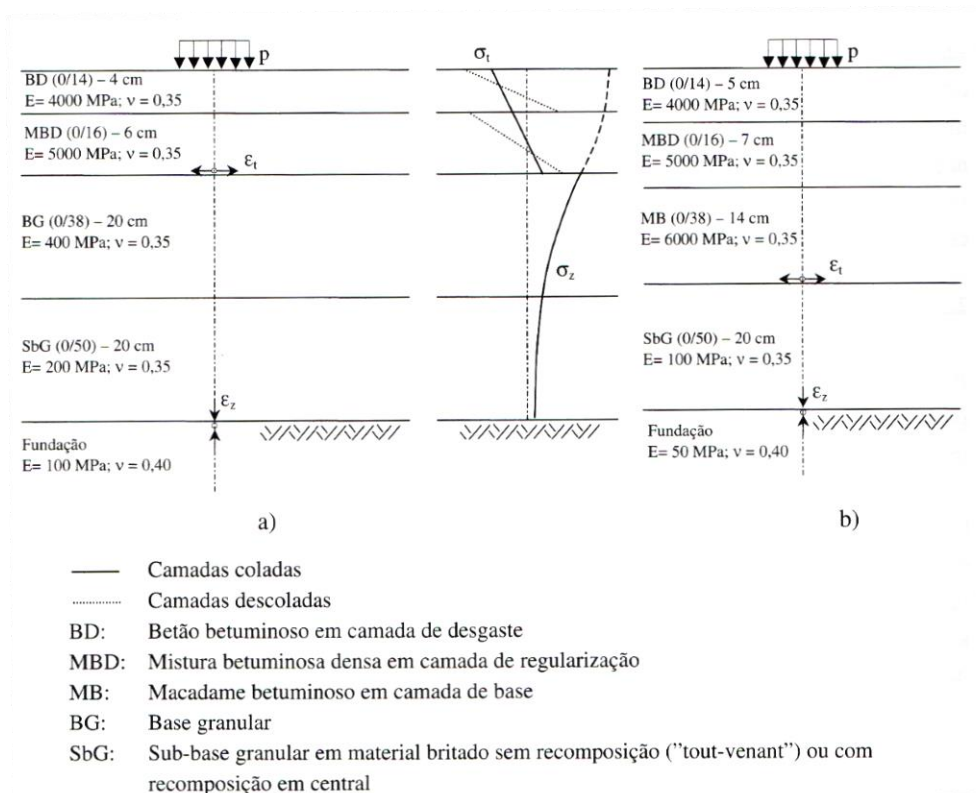 p
BD (0/14) – 4 cm
E= 4000 MPa; ν = 0,35
MBD (0/16) – 6 cm
E= 5000 MPa; ν = 0,35
εt
BG (0/38) – 20 cm
E= 400 MPa; ν = 0,35
SbG (0/50) – 20 cm
E= 200 MPa; ν = 0,35
εz
Fundação
E= 100 MPa; ν = 0,40
a)
σt
σz
p
BD (0/14) – 5 cm
E= 4000 MPa; ν = 0,35
MBD (0/16) – 7 cm
E= 5000 MPa; ν = 0,35
MB (0/38) – 14 cm
E= 6000 MPa; ν = 0,35
εt
SbG (0/50) – 20 cm
E= 100 MPa; ν = 0,35
εz
Fundação
E= 50 MPa; ν = 0,40
b)
Camadas coladas
Camadas descoladas
BD: Betão betuminoso em camada de desgaste
MBD: Mistura betuminosa densa em camada de regularização
MB: Macadame betuminoso em camada de base
BG: Base granular
SbG: Sub-base granular em material britado sem recomposição ("tout-venant") ou com
recomposição em central